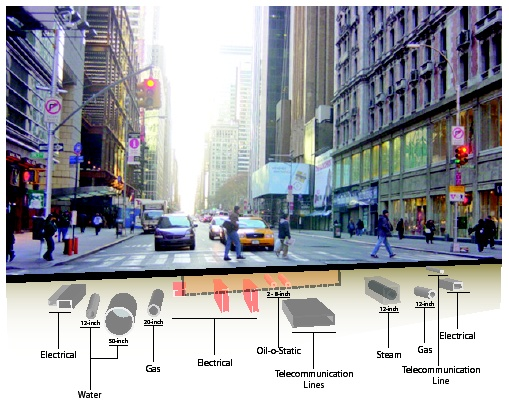 2 - 8-inch
12-inch
50-inch
20-inch
12-inch
12-inch
Electrical
Water
Gas
Electrical
Oil-o-Static
Telecommunication
Lines
Steam
Gas
Electrical
Telecommunication
Line